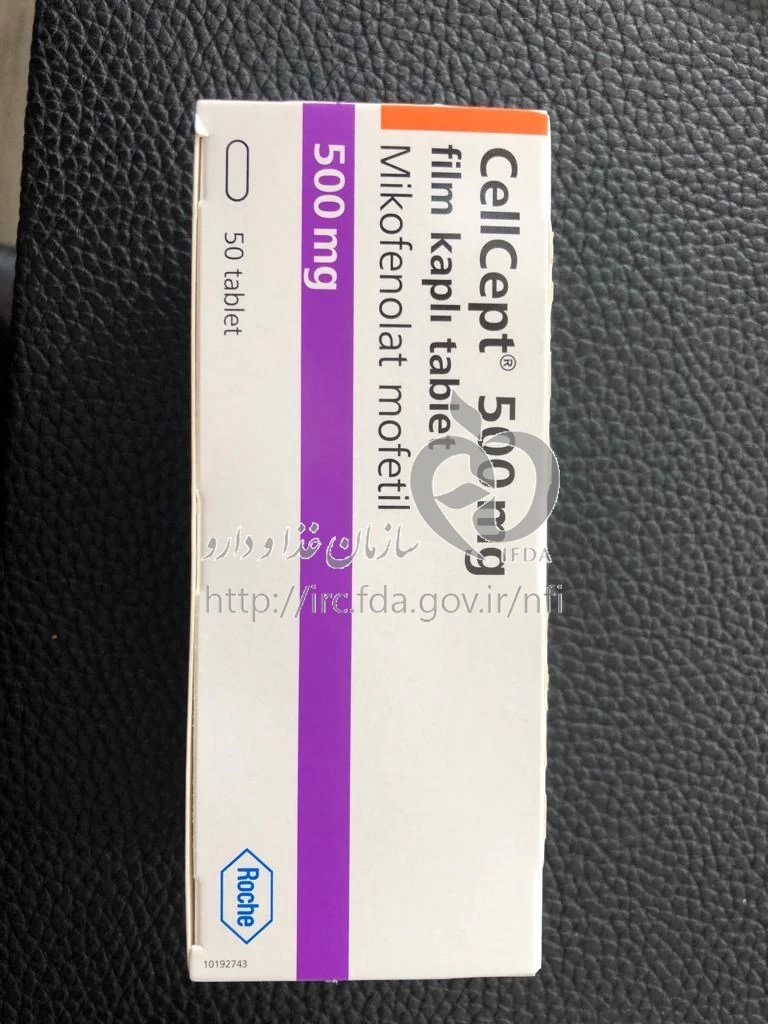 CellCept® 500 mg
film kaplı tablet
Mikofenolat mofetil
500 mg
50 tablet
Roche
10192743
IFDA
سازمان غذا و دارو
http://irc.fda.gov.ir/nfi